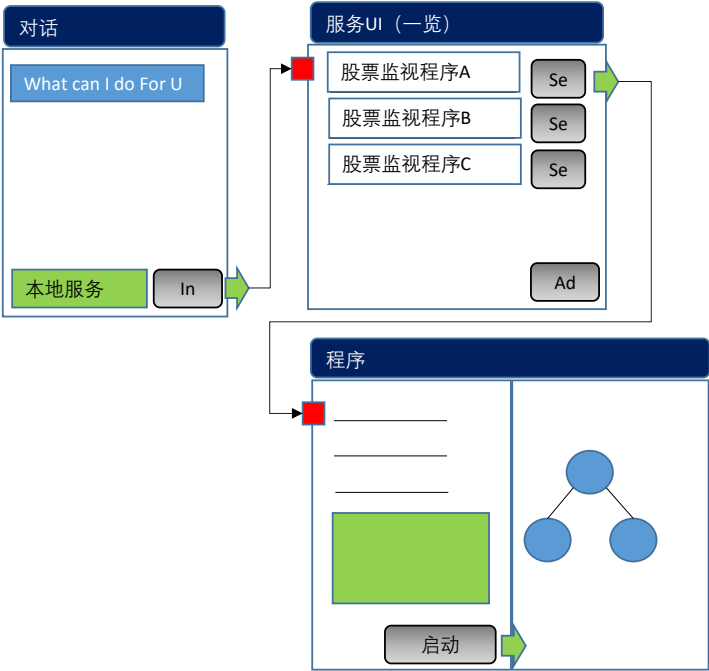 对话
What can I do For U
本地服务
In
服务UI（一览）
股票监视程序A
Se
股票监视程序B
Se
股票监视程序C
Se
Ad
程序
启动